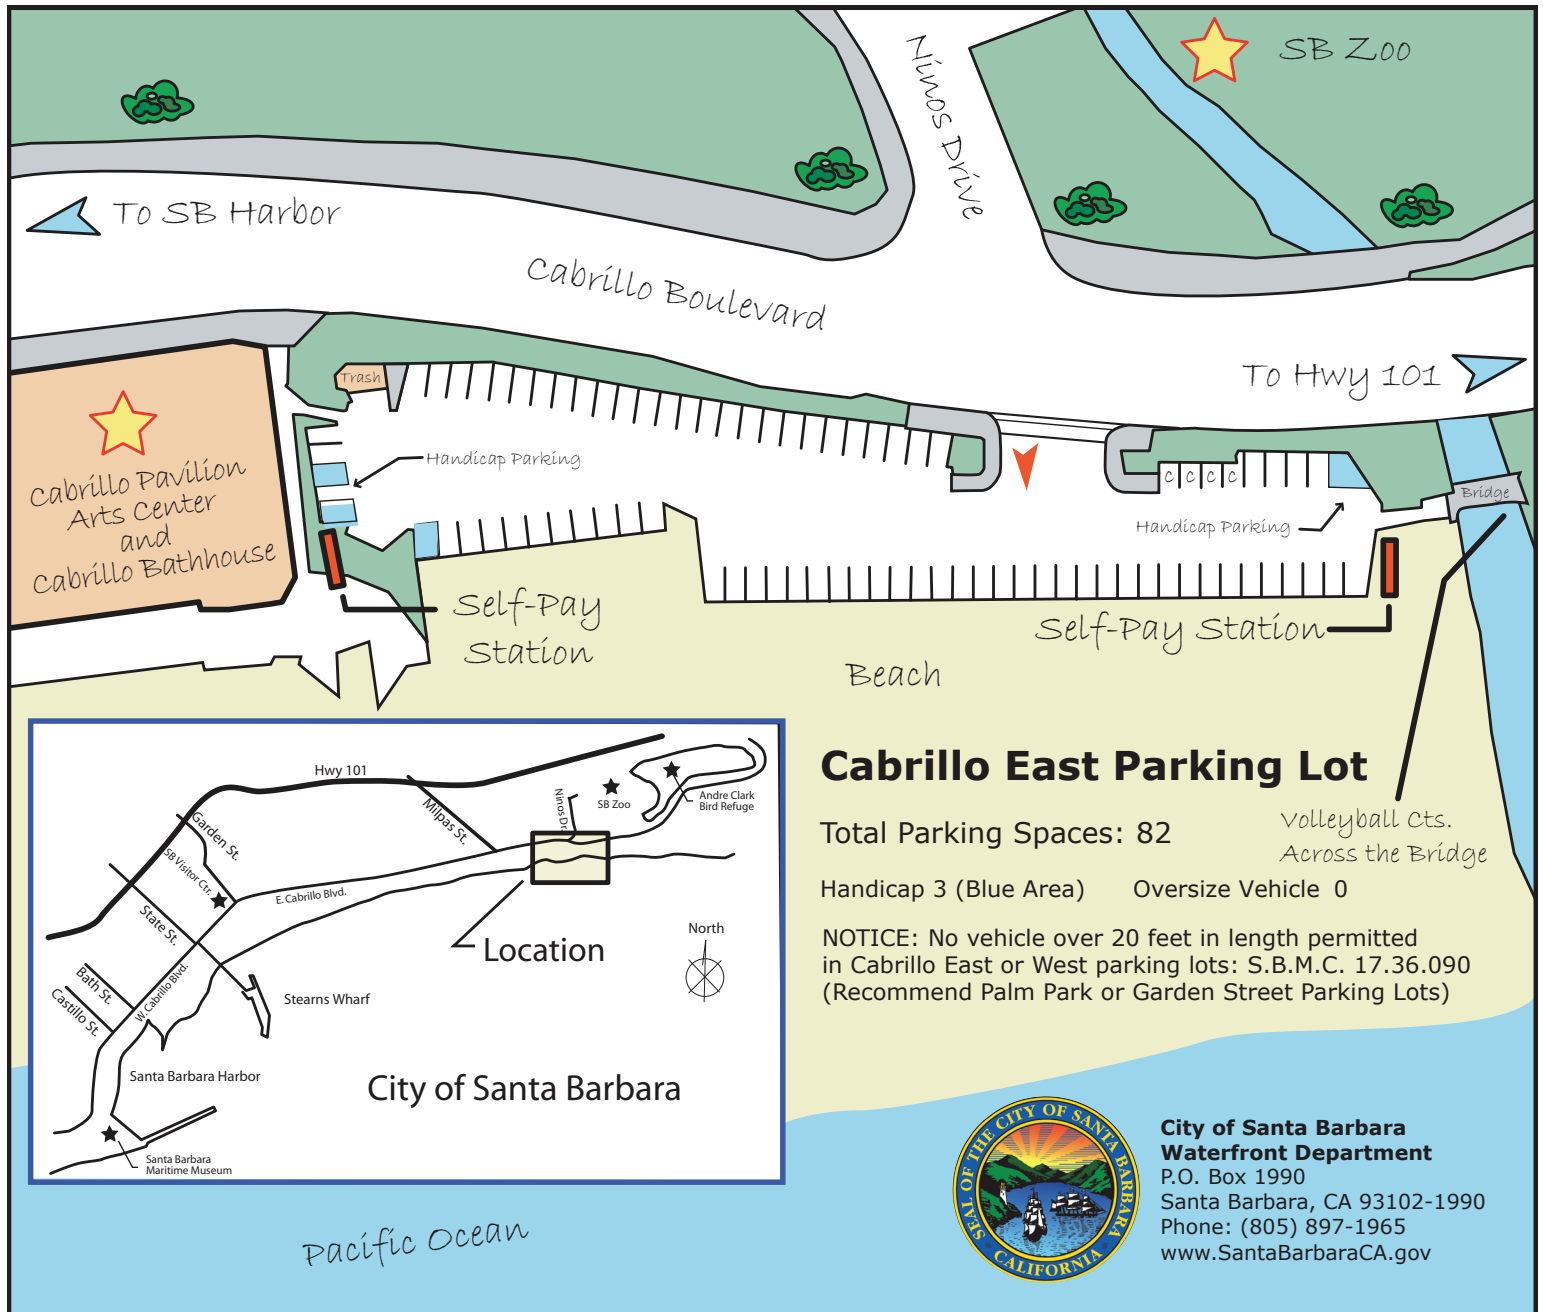 SB Zoo
Ninos Drive
To SB Harbor
Cabrillo Boulevard
To Hwy 101
Trash
Handicap Parking
C C C C
Handicap Parking
Bridge
Cabrillo Pavilion
Arts Center
and
Cabrillo Bathhouse
Self-Pay
Station
Self-Pay Station
Beach
Cabrillo East Parking Lot
Total Parking Spaces: 82
Handicap 3 (Blue Area) Oversize Vehicle 0
NOTICE: No vehicle over 20 feet in length permitted
in Cabrillo East or West parking lots: S.B.M.C. 17.36.090
(Recommend Palm Park or Garden Street Parking Lots)
Volleyball Cts.
Across the Bridge
Hwy 101
Milpas St.
Ninos Dr.
SB Zoo
Andre Clark
Bird Refuge
Garden St.
SB Visitor Ctr.
E. Cabrillo Blvd.
State St.
Location
North
Bath St.
Castillo St.
W. Cabrillo Blvd.
Stearns Wharf
Santa Barbara Harbor
City of Santa Barbara
Santa Barbara
Maritime Museum
Pacific Ocean
SEAL OF THE CITY OF SANTA BARBARA
CALIFORNIA
City of Santa Barbara
Waterfront Department
P.O. Box 1990
Santa Barbara, CA 93102-1990
Phone: (805) 897-1965
www.SantaBarbaraCA.gov